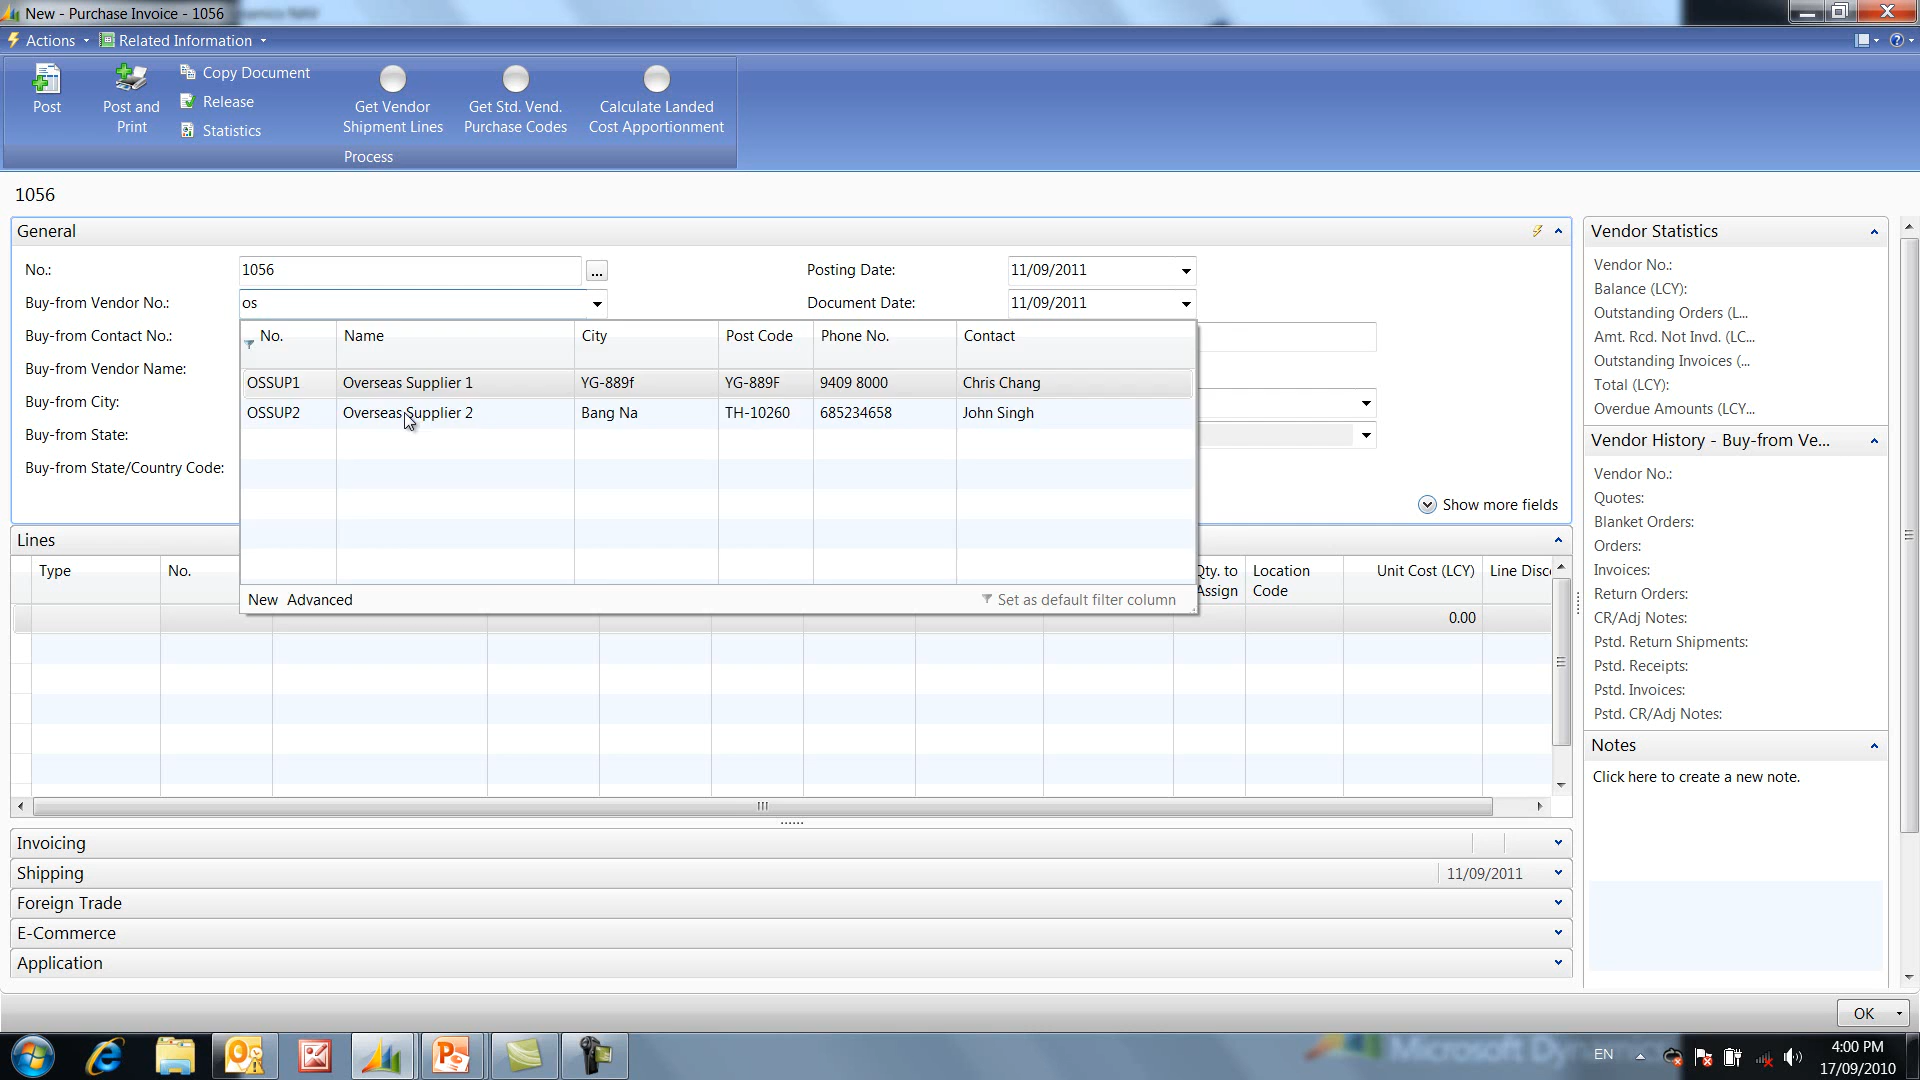 New - Purchase Invoice - 1056
Actions Related Information
Post
Post and Print
Copy Document
Release
Statistics
Get Vendor Shipment Lines
Get Std. Vend. Purchase Codes
Calculate Landed Cost Apportionment
Process
1056
General
No.: 1056 ... Posting Date: 11/09/2011
Buy-from Vendor No.: os Document Date: 11/09/2011
Buy-from Contact No.:
Buy-from Vendor Name:
Buy-from City:
Buy-from State:
Buy-from State/Country Code:
No. Name City Post Code Phone No. Contact
OSSUP1 Overseas Supplier 1 YG-889f YG-889F 9409 8000 Chris Chang
OSSUP2 Overseas Supplier 2 Bang Na TH-10260 685234658 John Singh
New Advanced Set as default filter column
Show more fields
Lines
Type No. Qty. to Assign Location Code Unit Cost (LCY) Line Disc
0.00
Invoicing
Shipping 11/09/2011
Foreign Trade
E-Commerce
Application
Vendor Statistics
Vendor No.:
Balance (LCY):
Outstanding Orders (L...
Amt. Rcd. Not Invd. (LC...
Outstanding Invoices (...
Total (LCY):
Overdue Amounts (LCY...
Vendor History - Buy-from Ve...
Vendor No.:
Quotes:
Blanket Orders:
Orders:
Invoices:
Return Orders:
CR/Adj Notes:
Pstd. Return Shipments:
Pstd. Receipts:
Pstd. Invoices:
Pstd. CR/Adj Notes:
Notes
Click here to create a new note.
OK
EN
4:00 PM
17/09/2010